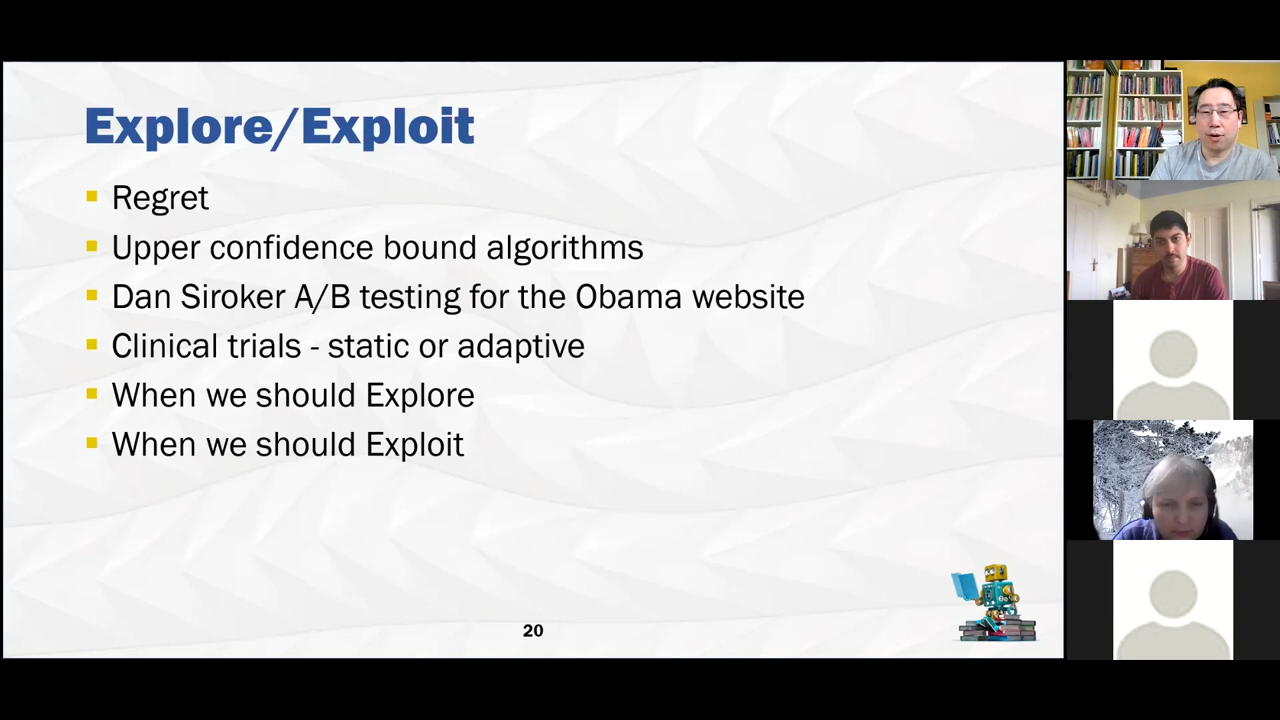 Explore/Exploit
Regret
Upper confidence bound algorithms
Dan Siroker A/B testing for the Obama website
Clinical trials - static or adaptive
When we should Explore
When we should Exploit
20